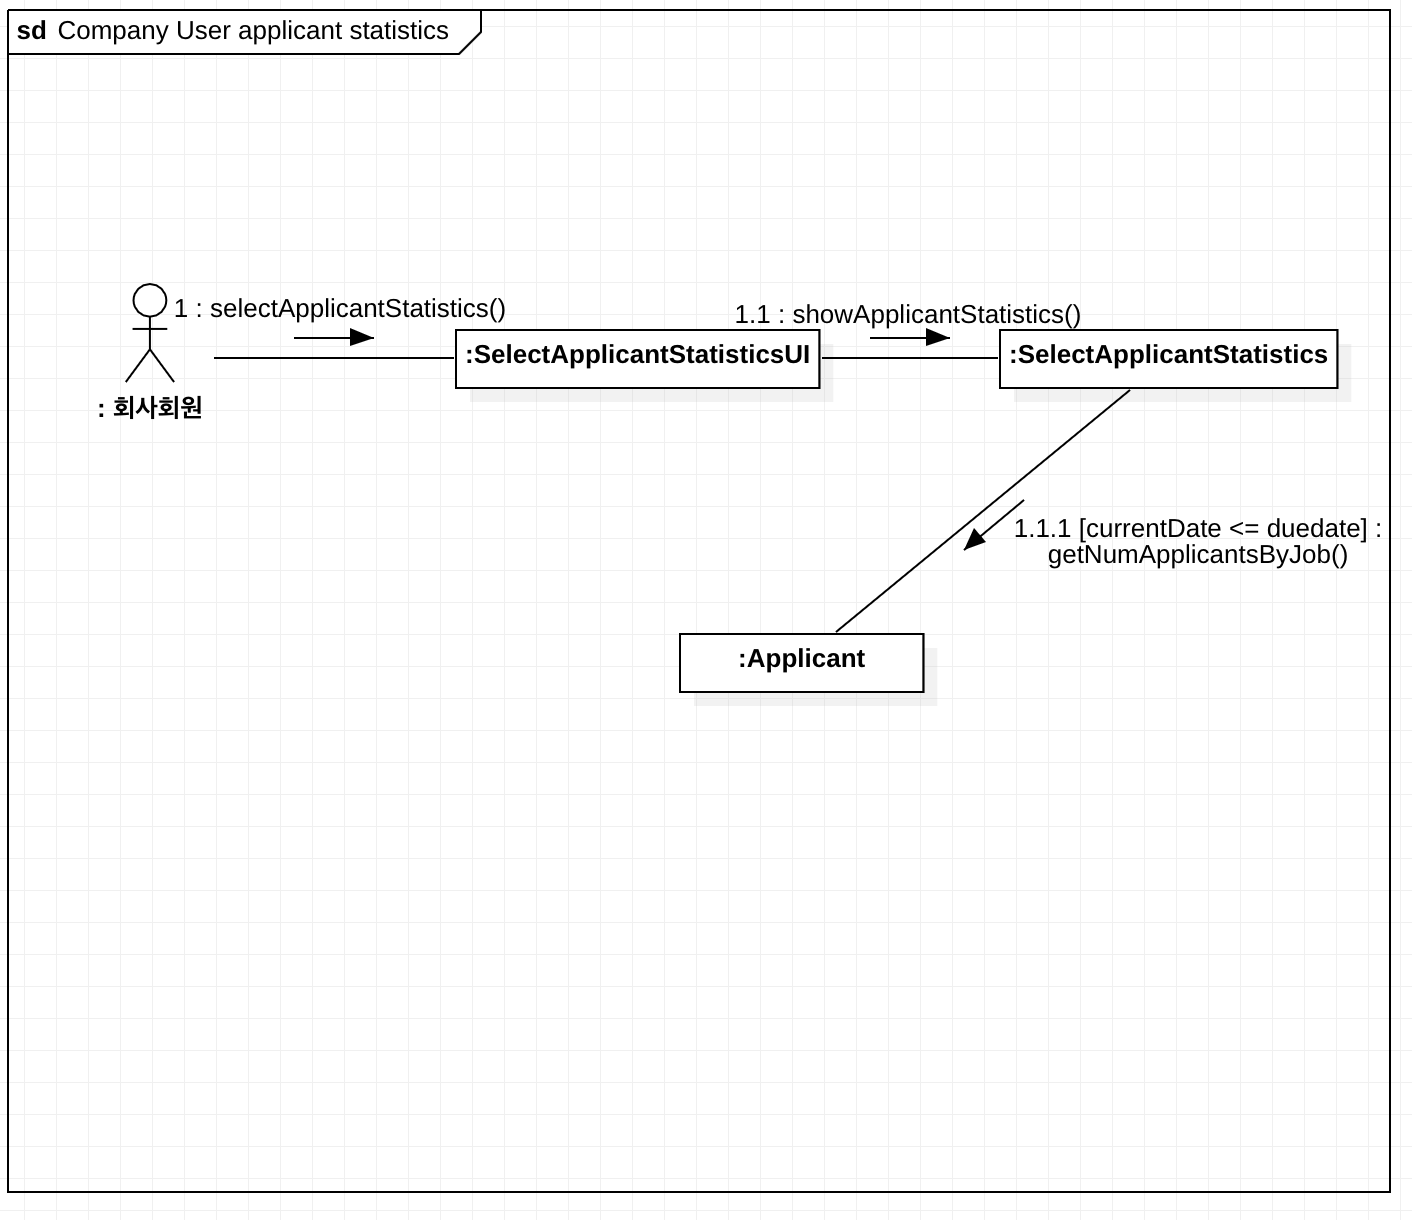 sd Company User applicant statistics
1 : selectApplicantStatistics()
1.1 : showApplicantStatistics()
:SelectApplicantStatisticsUI
:SelectApplicantStatistics
: 회사회원
1.1.1 [currentDate <= duedate] :
getNumApplicantsByJob()
:Applicant